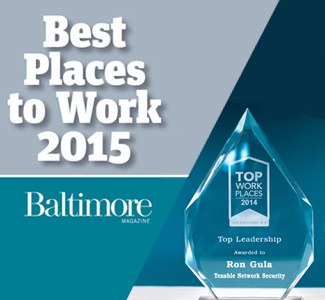 Best
Places
to Work
2015
Baltimore
MAGAZINE
TOP
WORK
PLACES
2014
Top Leadership
Awarded to
Ron Gula
Tenable Network Security